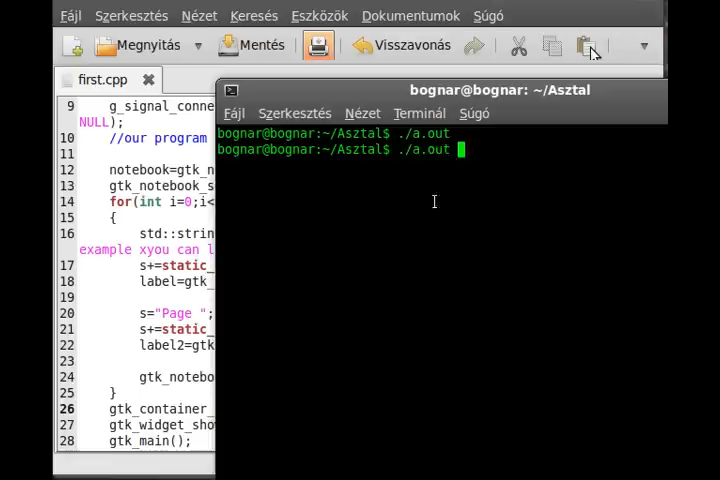 Fájl Szerkesztés Nézet Keresés Eszközök Dokumentumok Súgó
Megnyitás Mentés Visszavonás
first.cpp
bognar@bognar: ~/Asztal
Fájl Szerkesztés Nézet Terminál Súgó
bognar@bognar:~/Asztal$ ./a.out
bognar@bognar:~/Asztal$ ./a.out
9 g_signal_conne
NULL);
10 //our program
11
12 notebook=gtk_n
13 gtk_notebook_s
14 for(int i=0;i<
15 {
16 std::strin
example xyou can l
17 s+=static_
18 label=gtk_
19
20 s="Page ";
21 s+=static_
22 label2=gtk
23
24 gtk_notebo
25 }
26 gtk_container_
27 gtk_widget_sho
28 gtk_main();